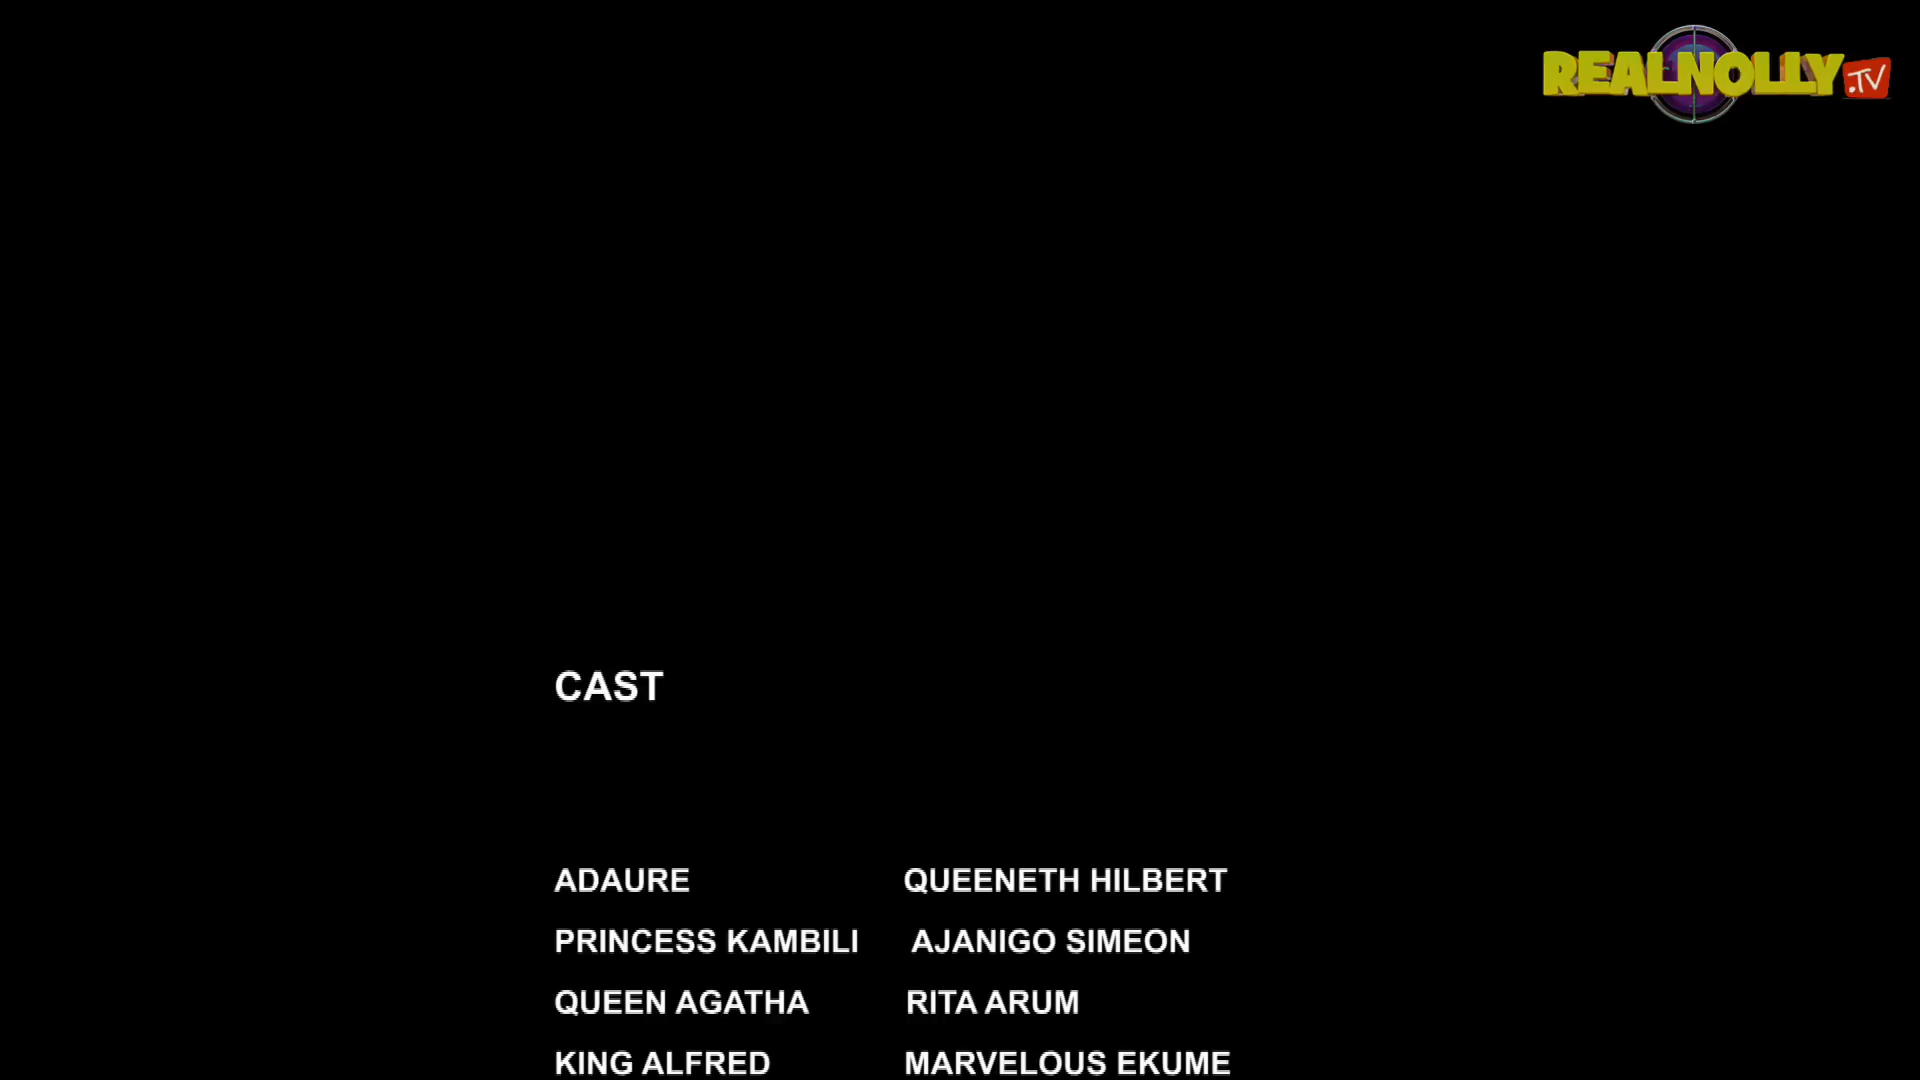 REALNOLLY.TV
CAST
ADAURE QUEENETH HILBERT
PRINCESS KAMBILI AJANIGO SIMEON
QUEEN AGATHA RITA ARUM
KING ALFRED MARVELOUS EKUME